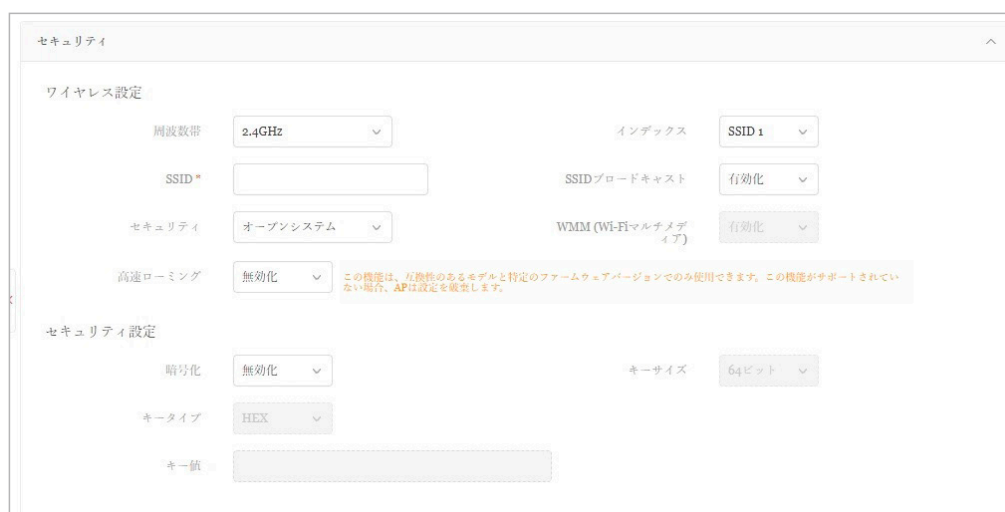 セキュリティ
ワイヤレス設定
周波数帯 2.4GHz インデックス SSID 1
SSID * SSIDブロードキャスト 有効化
セキュリティ オープンシステム WMM (Wi-Fiマルチメデ
ィア) 有効化
高速ローミング 無効化 この機能は、互換性のあるモデルと特定のファームウェアバージョンでのみ使用できます。この機能がサポートされてい
ない場合、APは設定を破棄します。
セキュリティ設定
暗号化 無効化 キーサイズ 64ビット
キータイプ HEX
キー値